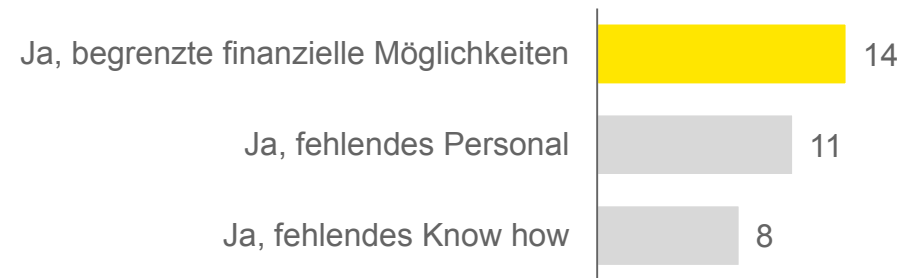 Ja, begrenzte finanzielle Möglichkeiten 14
Ja, fehlendes Personal 11
Ja, fehlendes Know how 8